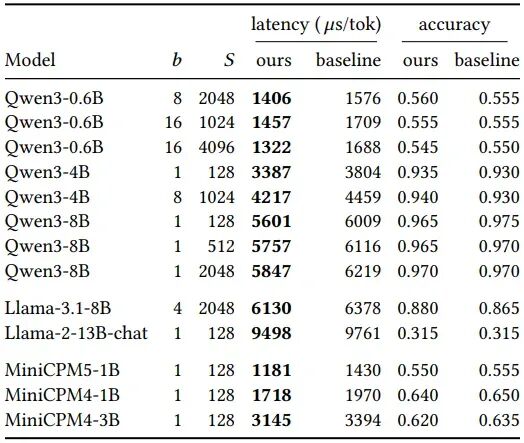 latency (μs/tok) accuracy
Model b S ours baseline ours baseline
Qwen3-0.6B 8 2048 1406 1576 0.560 0.555
Qwen3-0.6B 16 1024 1457 1709 0.555 0.555
Qwen3-0.6B 16 4096 1322 1688 0.545 0.550
Qwen3-4B 1 128 3387 3804 0.935 0.930
Qwen3-4B 8 1024 4217 4459 0.940 0.930
Qwen3-8B 1 128 5601 6009 0.965 0.975
Qwen3-8B 1 512 5757 6116 0.965 0.970
Qwen3-8B 1 2048 5847 6219 0.970 0.970
Llama-3.1-8B 4 2048 6130 6378 0.880 0.865
Llama-2-13B-chat 1 128 9498 9761 0.315 0.315
MiniCPM5-1B 1 128 1181 1430 0.550 0.555
MiniCPM4-1B 1 128 1718 1970 0.640 0.650
MiniCPM4-3B 1 128 3145 3394 0.620 0.635